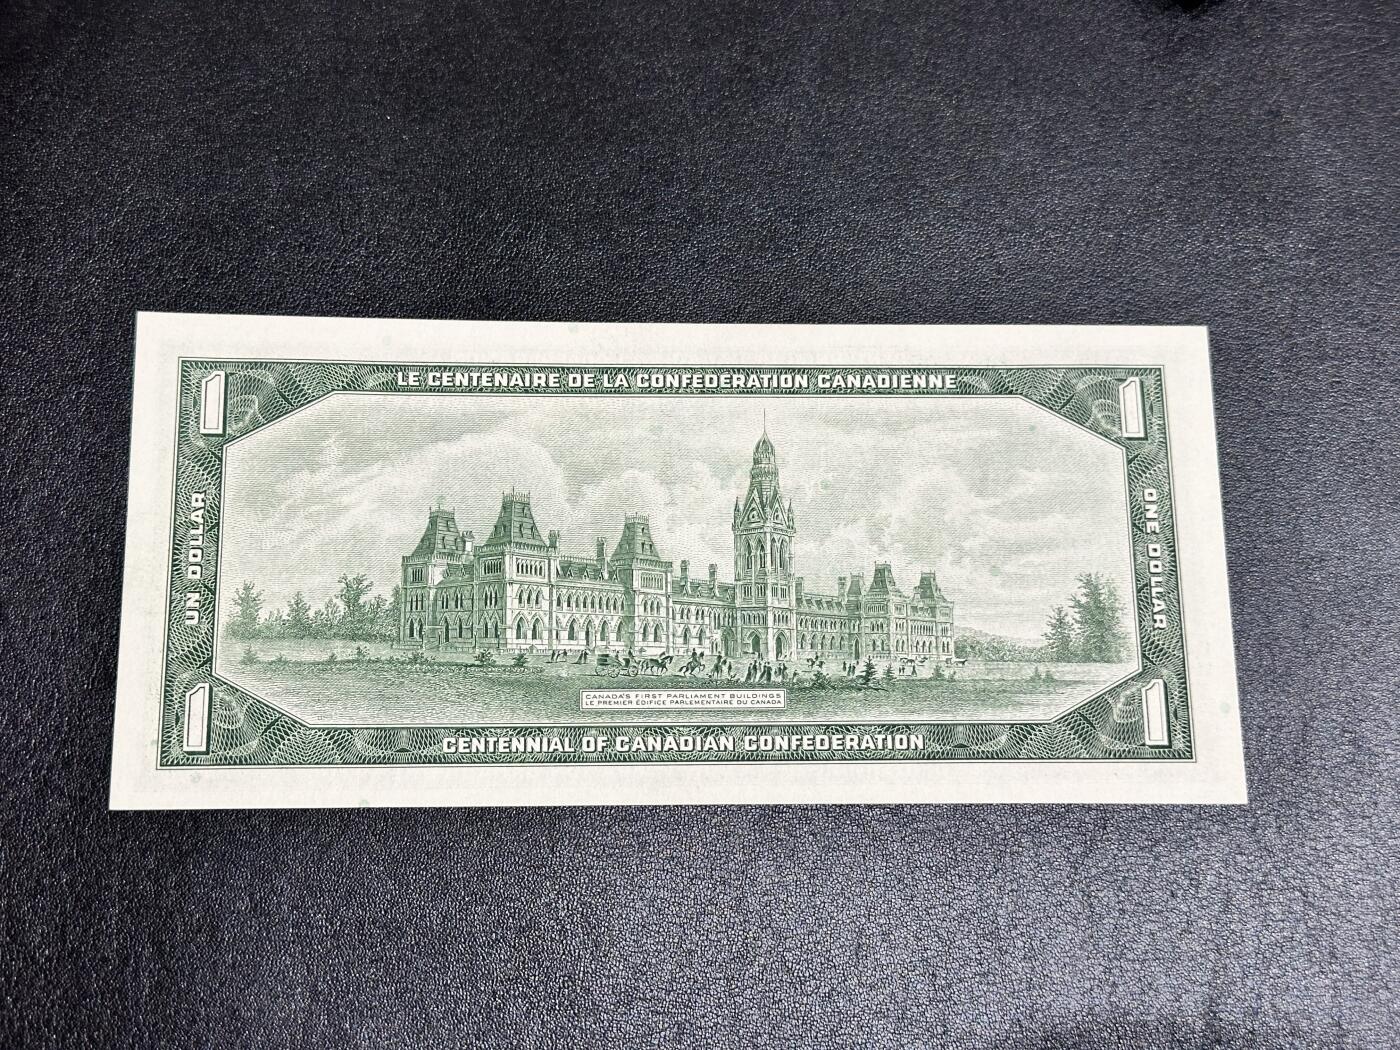 1
LE CENTENAIRE DE LA CONFEDERATION CANADIENNE
1
UN DOLLAR
ONE DOLLAR
CANADA'S FIRST PARLIAMENT BUILDINGS
LE PREMIER ÉDIFICE PARLEMENTAIRE DU CANADA
1
CENTENNIAL OF CANADIAN CONFEDERATION
1